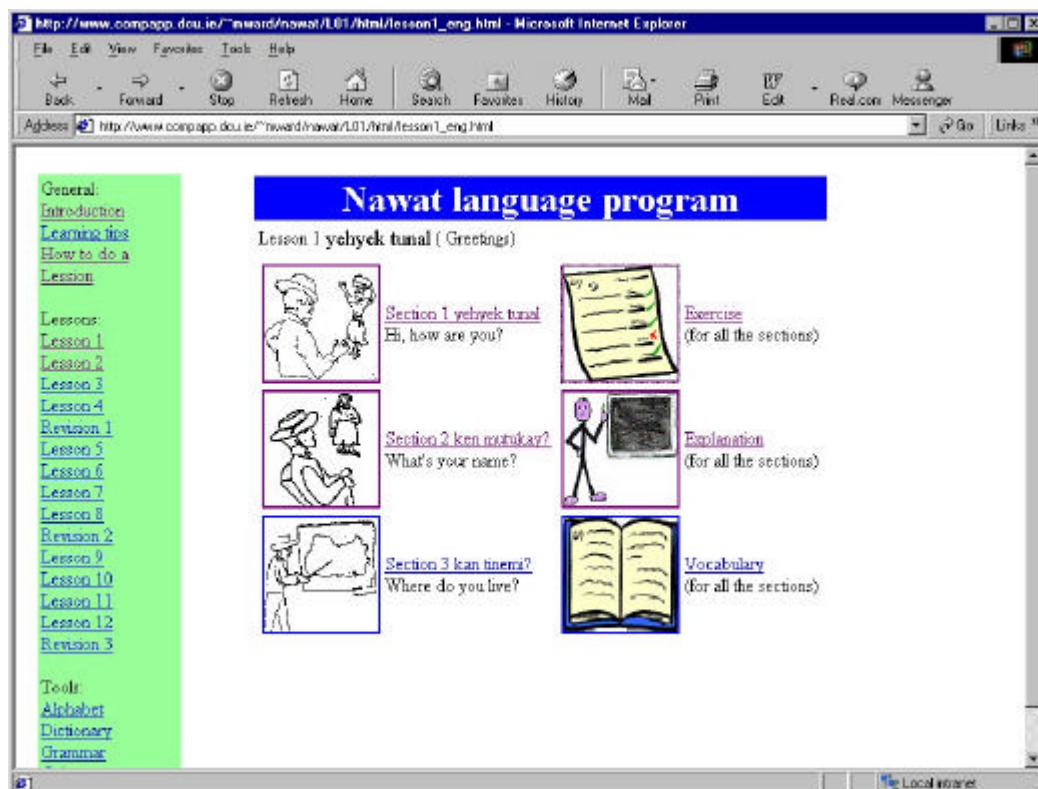 http://www.compapp.dcu.ie/~mward/nawat/L01/html/lesson1_eng.html - Microsoft Internet Explorer
File Edit View Favorites Tools Help
Back Forward Stop Refresh Home Search Favorites History Mail Print Edit Real.com Messenger
Address http://www.compapp.dcu.ie/~mward/nawat/L01/html/lesson1_eng.html Go Links
General:
Introduction
Learning tips
How to do a
Lession
Lessons:
Lesson 1
Lesson 2
Lesson 3
Lesson 4
Revision 1
Lesson 5
Lesson 6
Lesson 7
Lesson 8
Revision 2
Lesson 9
Lesson 10
Lesson 11
Lesson 12
Revision 3
Tools:
Alphabet
Dictionary
Grammar
Nawat language program
Lesson 1 yehyek tunal ( Greetings)
Section 1 yehyek tunal
Hi, how are you?
Exercise
(for all the sections)
Section 2 ken mutukay?
What's your name?
Explanation
(for all the sections)
Section 3 kan tinemi?
Where do you live?
Vocabulary
(for all the sections)
Local intranet